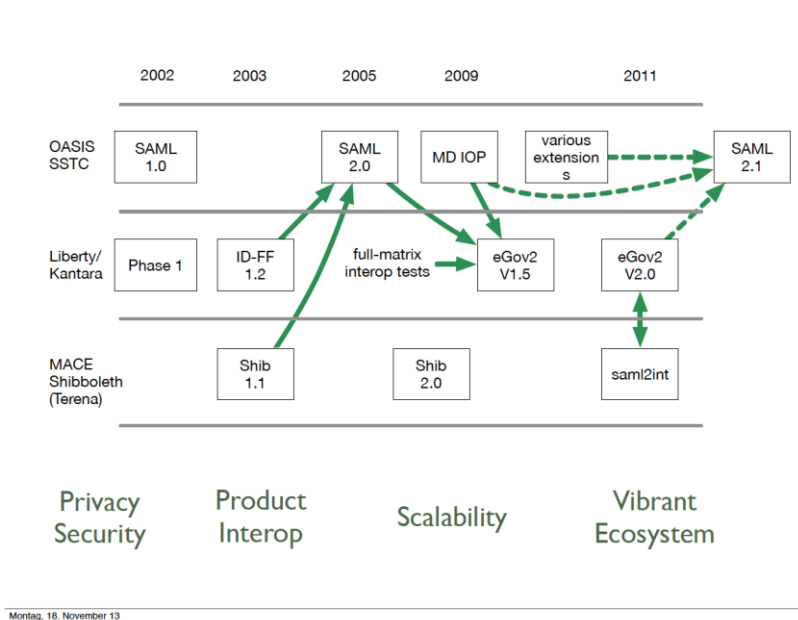 2002 2003 2005 2009 2011
OASIS
SSTC
SAML
1.0
SAML
2.0
MD IOP
various
extension
s
SAML
2.1
Liberty/
Kantara
Phase 1
ID-FF
1.2
full-matrix
interop tests
eGov2
V1.5
eGov2
V2.0
MACE
Shibboleth
(Terena)
Shib
1.1
Shib
2.0
saml2int
Privacy
Security
Product
Interop
Scalability
Vibrant
Ecosystem
Montag, 18. November 13